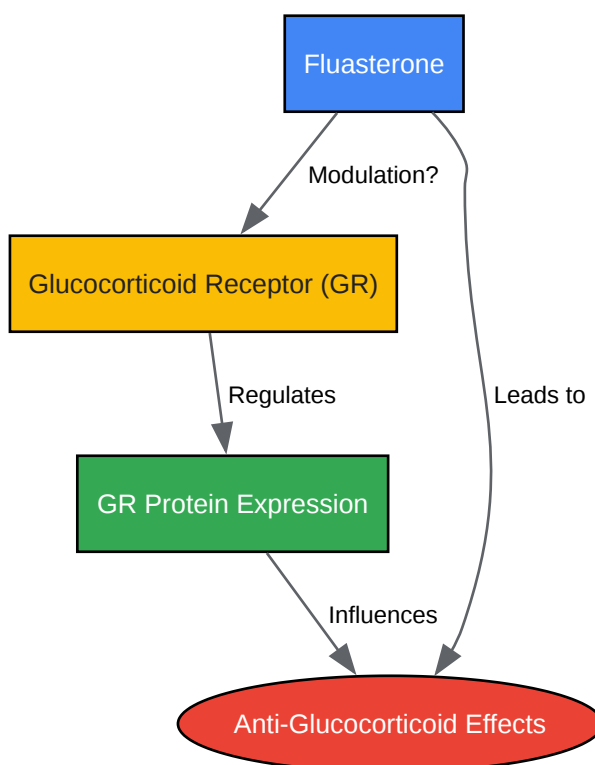 Fluasterone
Modulation?
Glucocorticoid Receptor (GR)
Regulates
Leads to
GR Protein Expression
Influences
Anti-Glucocorticoid Effects